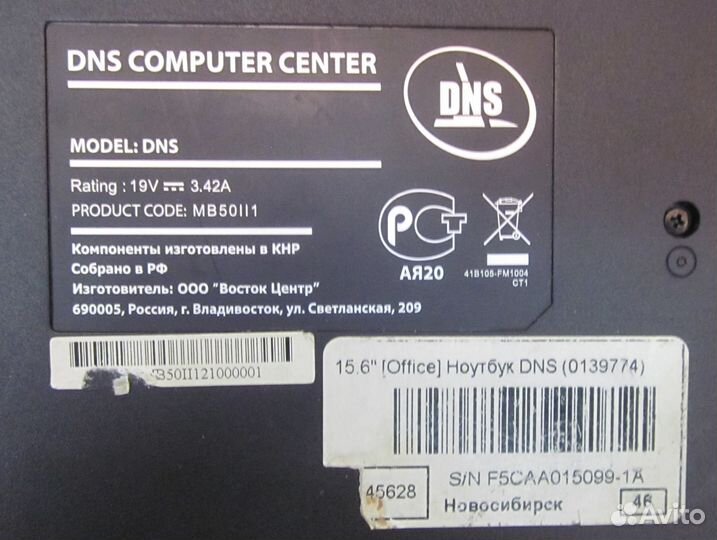 DNS COMPUTER CENTER
DNS
MODEL: DNS
Rating : 19V 3.42A
PRODUCT CODE: MB50II1
РСТ
АЯ20
41B105-FM1004
CT1
Компоненты изготовлены в КНР
Собрано в РФ
Изготовитель: ООО "Восток Центр"
690005, Россия, г. Владивосток, ул. Светланская, 209
B50II121000001
15.6" [Office] Ноутбук DNS (0139774)
S/N F5CAA015099-1A
45628
Новосибирск
46
Avito